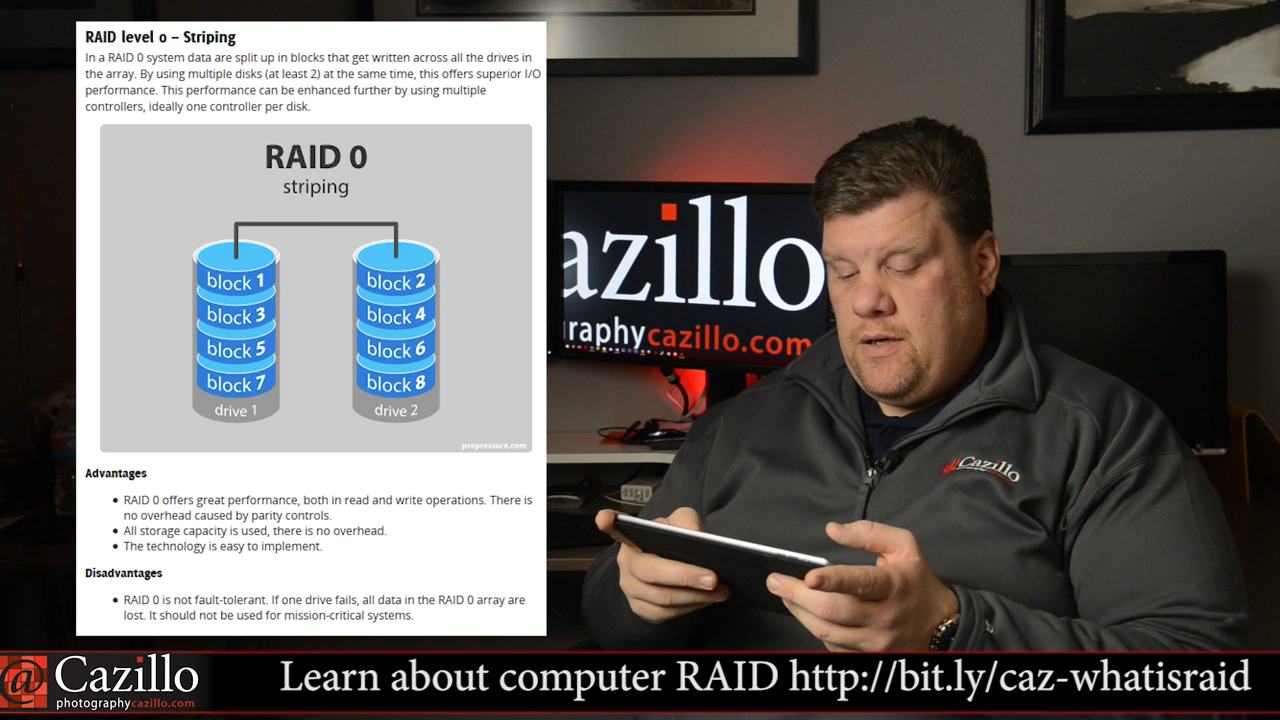 RAID level 0 – Striping
In a RAID 0 system data are split up in blocks that get written across all the drives in
the array. By using multiple disks (at least 2) at the same time, this offers superior I/O
performance. This performance can be enhanced further by using multiple
controllers, ideally one controller per disk.
RAID 0
striping
block 1
block 2
block 3
block 4
block 5
block 6
block 7
block 8
drive 1
drive 2
prepressure.com
Advantages
• RAID 0 offers great performance, both in read and write operations. There is
no overhead caused by parity controls.
• All storage capacity is used, there is no overhead.
• The technology is easy to implement.
Disadvantages
• RAID 0 is not fault-tolerant. If one drive fails, all data in the RAID 0 array are
lost. It should not be used for mission-critical systems.
azillo
raphycazillo.com
Cazillo
@ Cazillo
photographycazillo.com
Learn about computer RAID http://bit.ly/caz-whatisraid